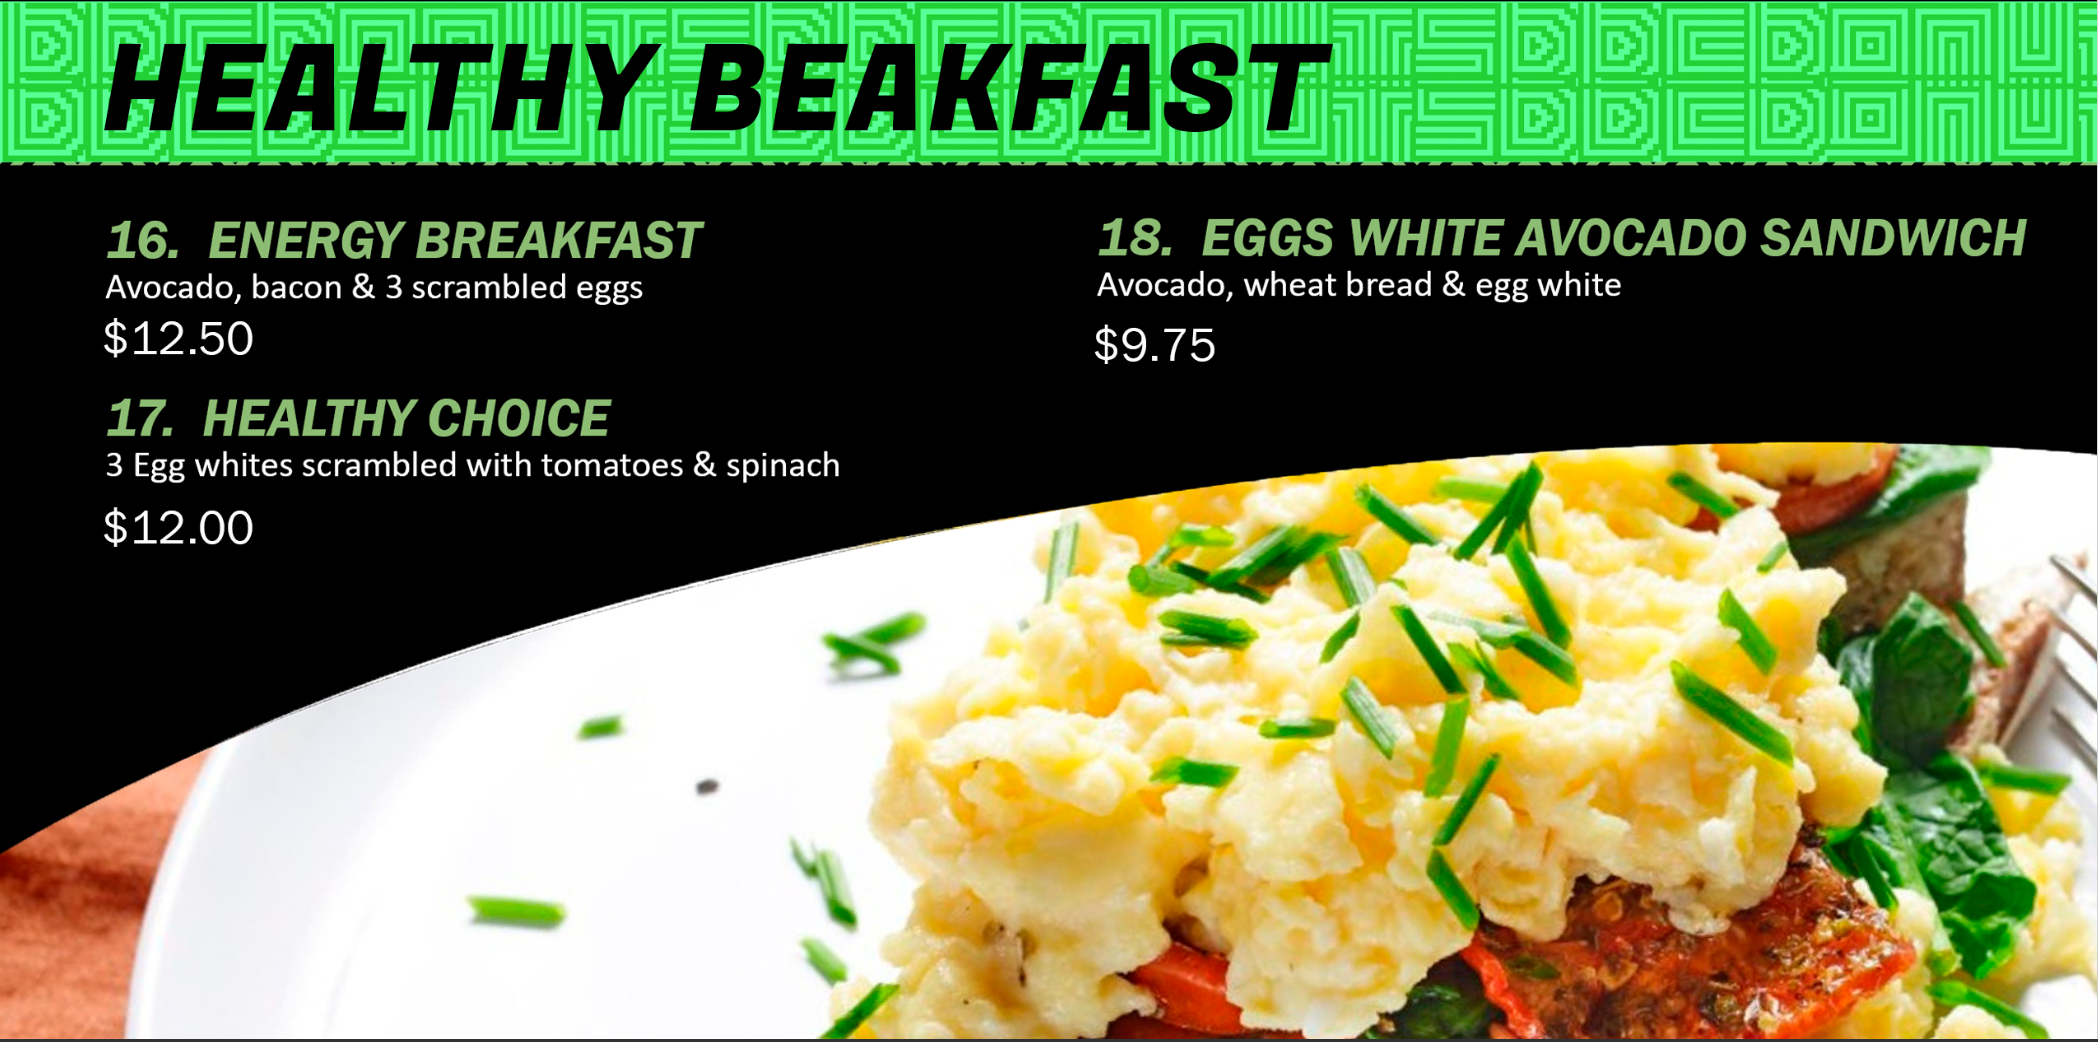 HEALTHY BEAKFAST
16. ENERGY BREAKFAST
Avocado, bacon & 3 scrambled eggs
$12.50
17. HEALTHY CHOICE
3 Egg whites scrambled with tomatoes & spinach
$12.00
18. EGGS WHITE AVOCADO SANDWICH
Avocado, wheat bread & egg white
$9.75